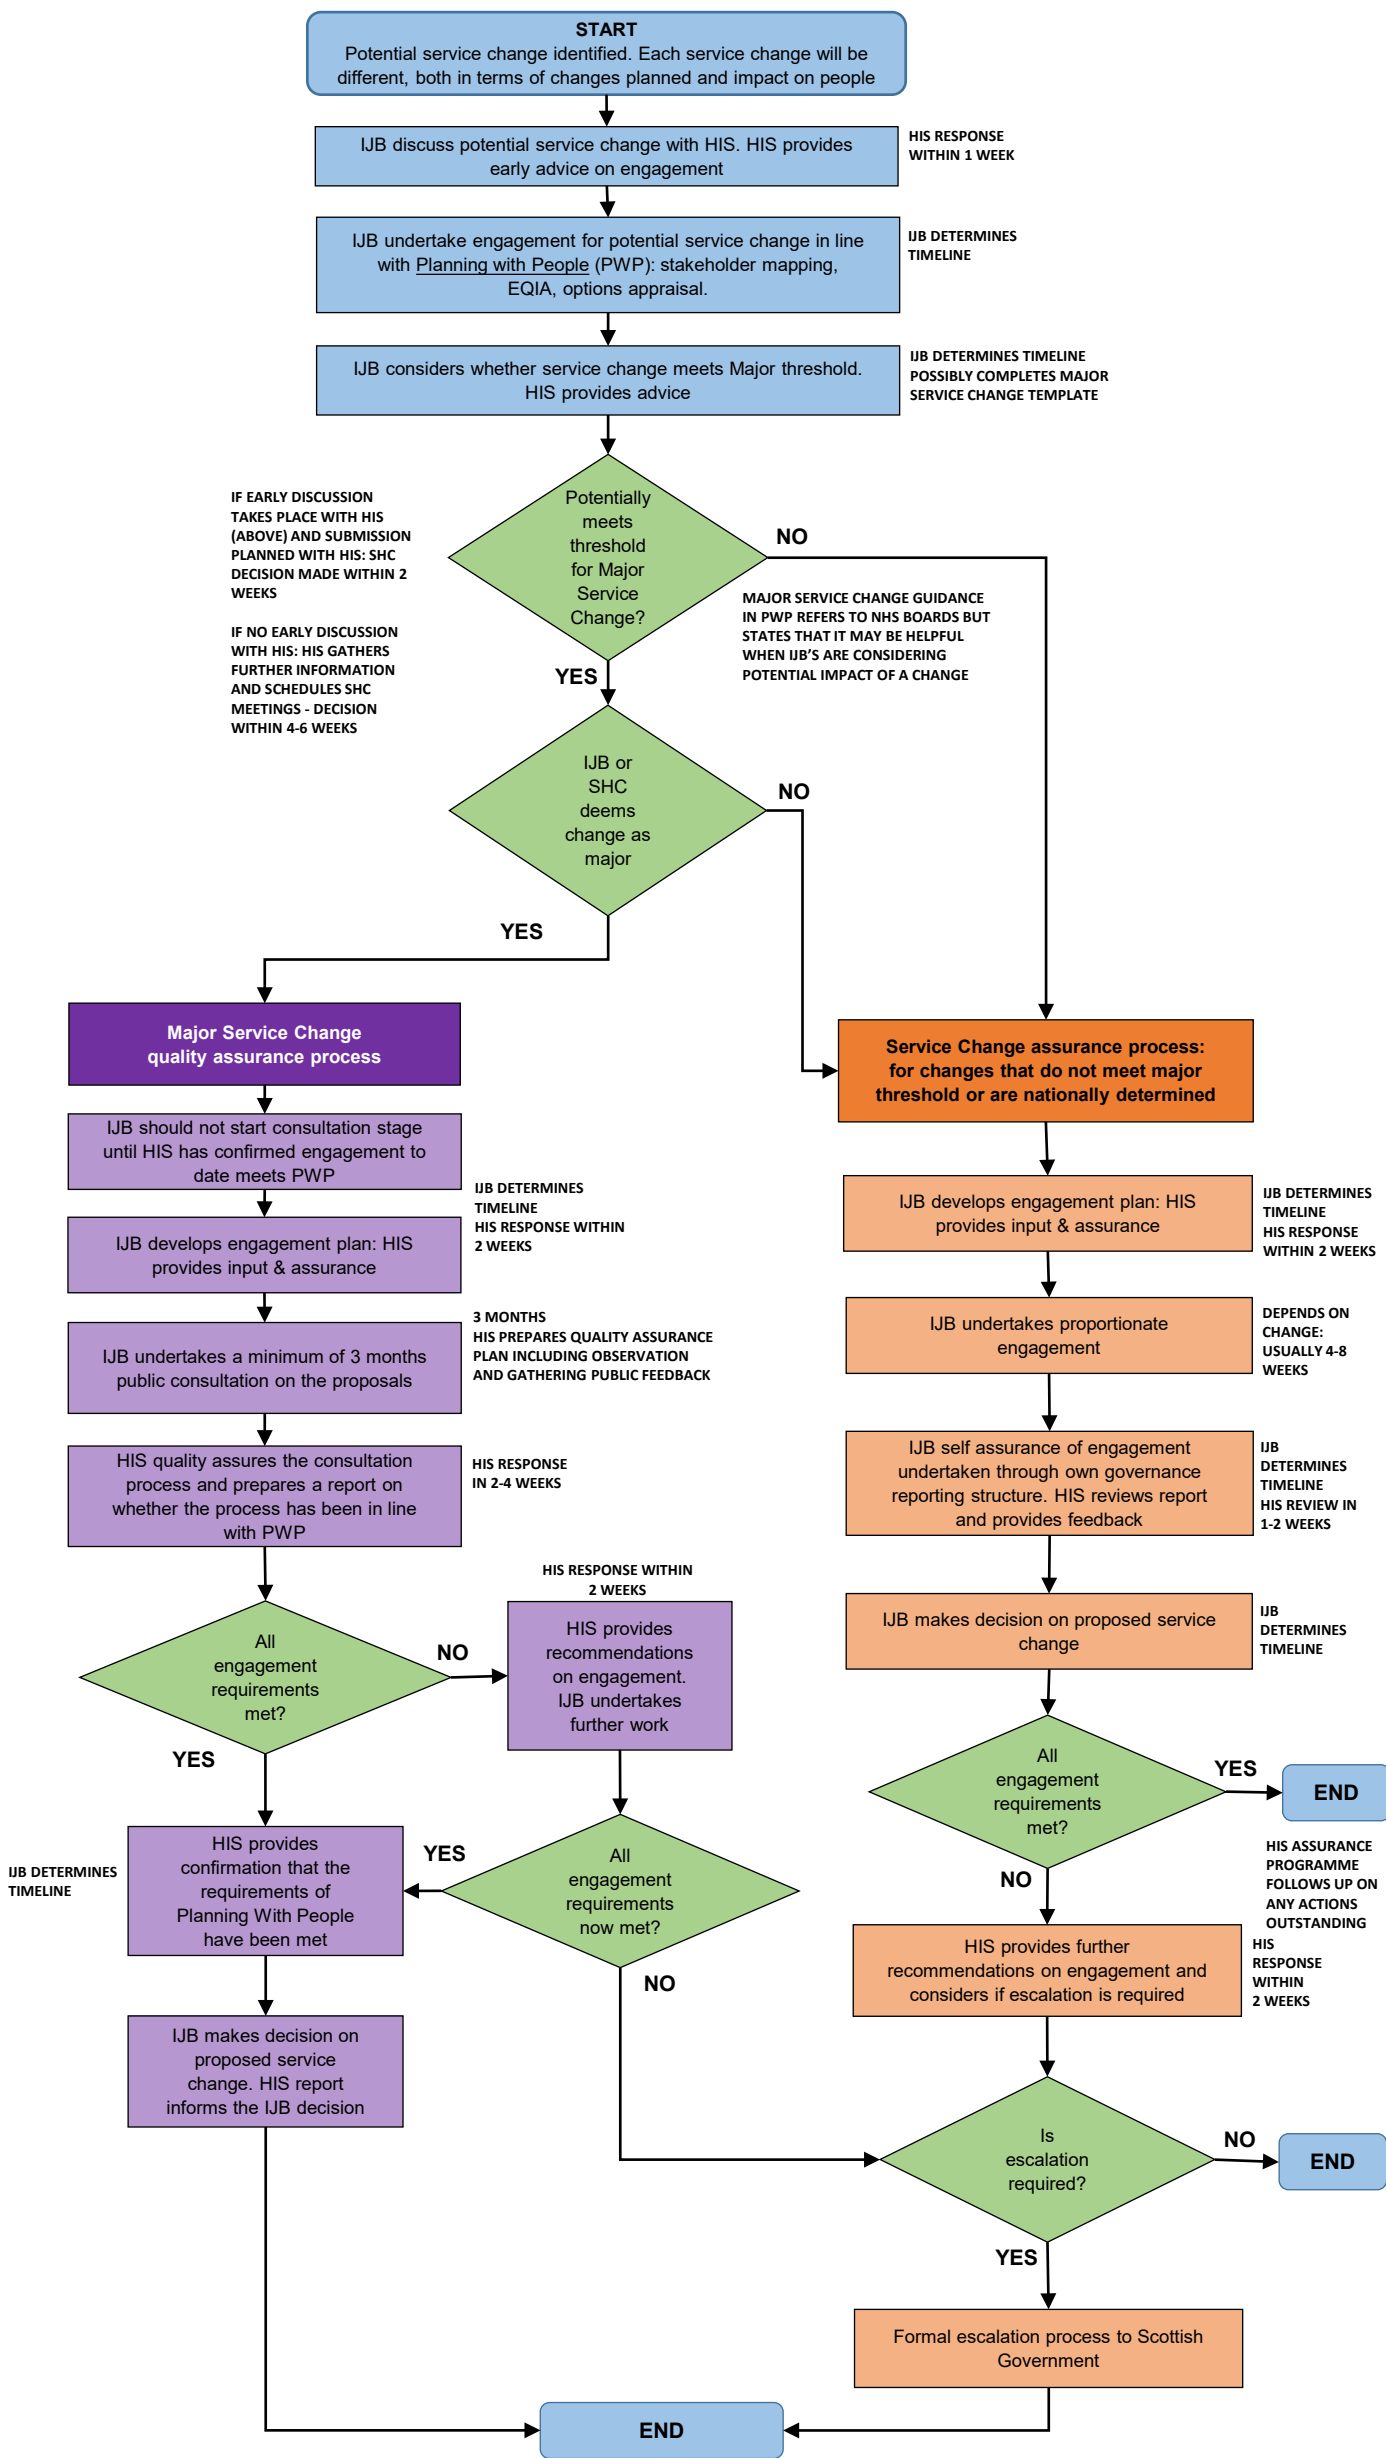 START
Potential service change identified. Each service change will be
different, both in terms of changes planned and impact on people
IJB discuss potential service change with HIS. HIS provides
early advice on engagement
HIS RESPONSE
WITHIN 1 WEEK
IJB undertake engagement for potential service change in line
with Planning with People (PWP): stakeholder mapping,
EQIA, options appraisal.
IJB DETERMINES
TIMELINE
IJB considers whether service change meets Major threshold.
HIS provides advice
IJB DETERMINES TIMELINE
POSSIBLY COMPLETES MAJOR
SERVICE CHANGE TEMPLATE
IF EARLY DISCUSSION
TAKES PLACE WITH HIS
(ABOVE) AND SUBMISSION
PLANNED WITH HIS: SHC
DECISION MADE WITHIN 2
WEEKS
IF NO EARLY DISCUSSION
WITH HIS: HIS GATHERS
FURTHER INFORMATION
AND SCHEDULES SHC
MEETINGS - DECISION
WITHIN 4-6 WEEKS
Potentially
meets
threshold
for Major
Service
Change?
NO
MAJOR SERVICE CHANGE GUIDANCE
IN PWP REFERS TO NHS BOARDS BUT
STATES THAT IT MAY BE HELPFUL
WHEN IJB'S ARE CONSIDERING
POTENTIAL IMPACT OF A CHANGE
YES
IJB or
SHC
deems
change as
major
NO
YES
Major Service Change
quality assurance process
IJB should not start consultation stage
until HIS has confirmed engagement to
date meets PWP
IJB DETERMINES
TIMELINE
HIS RESPONSE WITHIN
2 WEEKS
IJB develops engagement plan: HIS
provides input & assurance
IJB undertakes a minimum of 3 months
public consultation on the proposals
3 MONTHS
HIS PREPARES QUALITY ASSURANCE
PLAN INCLUDING OBSERVATION
AND GATHERING PUBLIC FEEDBACK
HIS quality assures the consultation
process and prepares a report on
whether the process has been in line
with PWP
HIS RESPONSE
IN 2-4 WEEKS
All
engagement
requirements
met?
NO
HIS RESPONSE WITHIN
2 WEEKS
HIS provides
recommendations
on engagement.
IJB undertakes
further work
YES
All
engagement
requirements
now met?
YES
NO
IJB DETERMINES
TIMELINE
HIS provides
confirmation that the
requirements of
Planning With People
have been met
IJB makes decision on
proposed service
change. HIS report
informs the IJB decision
Service Change assurance process:
for changes that do not meet major
threshold or are nationally determined
IJB develops engagement plan: HIS
provides input & assurance
IJB DETERMINES
TIMELINE
HIS RESPONSE
WITHIN 2 WEEKS
IJB undertakes proportionate
engagement
DEPENDS ON
CHANGE:
USUALLY 4-8
WEEKS
IJB self assurance of engagement
undertaken through own governance
reporting structure. HIS reviews report
and provides feedback
IJB
DETERMINES
TIMELINE
HIS REVIEW IN
1-2 WEEKS
IJB makes decision on proposed service
change
IJB
DETERMINES
TIMELINE
All
engagement
requirements
met?
YES
END
NO
HIS ASSURANCE
PROGRAMME
FOLLOWS UP ON
ANY ACTIONS
OUTSTANDING
HIS provides further
recommendations on engagement and
considers if escalation is required
HIS
RESPONSE
WITHIN
2 WEEKS
Is
escalation
required?
NO
END
YES
Formal escalation process to Scottish
Government
END